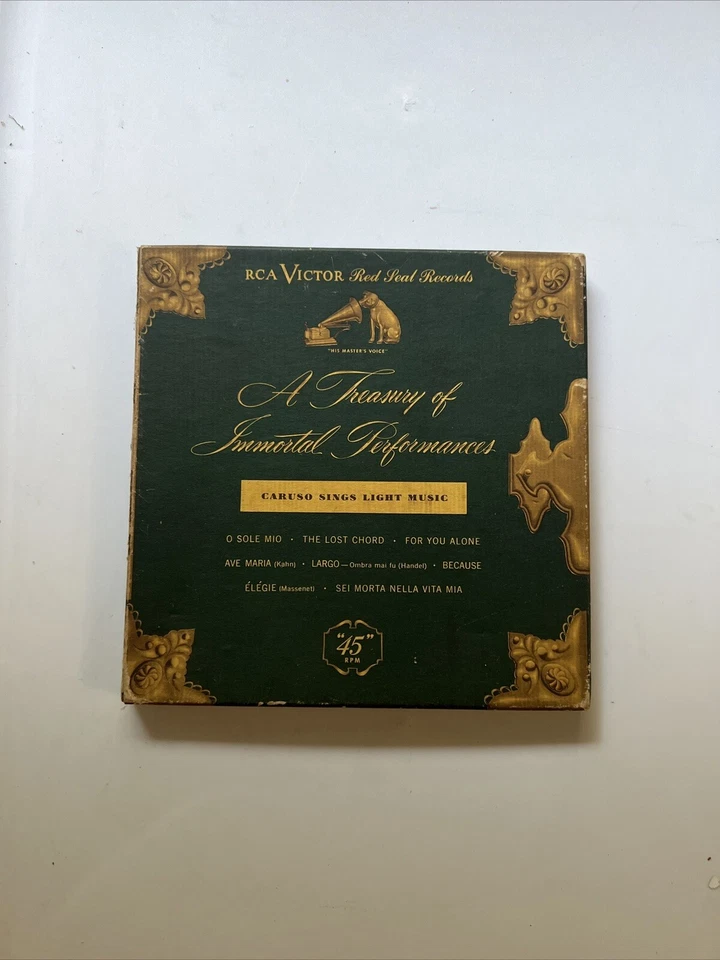 RCA VICTOR Red Seal Records
"HIS MASTER'S VOICE"
A Treasury of
Immortal Performances
CARUSO SINGS LIGHT MUSIC
O SOLE MIO · THE LOST CHORD · FOR YOU ALONE
AVE MARIA (Kahn) · LARGO—Ombra mai fu (Handel) · BECAUSE
ÉLÉGIE (Massenet) · SEI MORTA NELLA VITA MIA
"45"
RPM